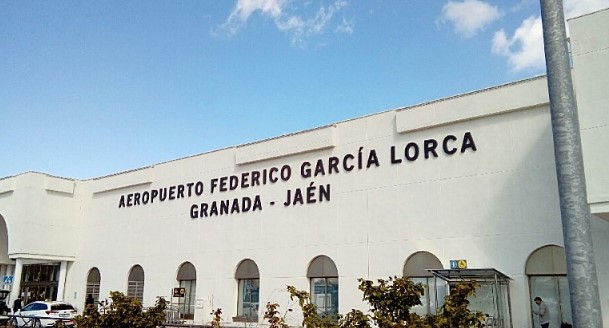 AEROPUERTO FEDERICO GARCÍA LORCA
GRANADA - JAÉN